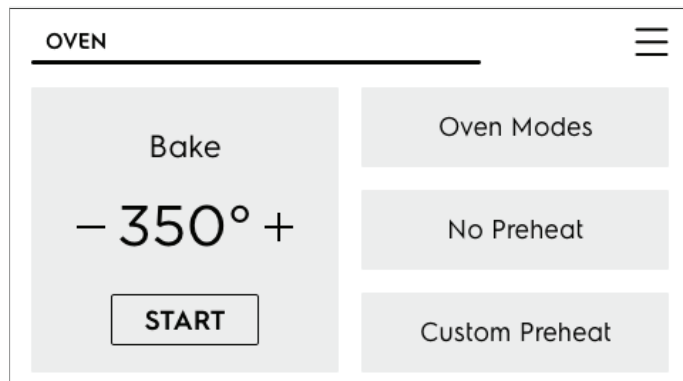 OVEN
Bake
− 350° +
START
Oven Modes
No Preheat
Custom Preheat